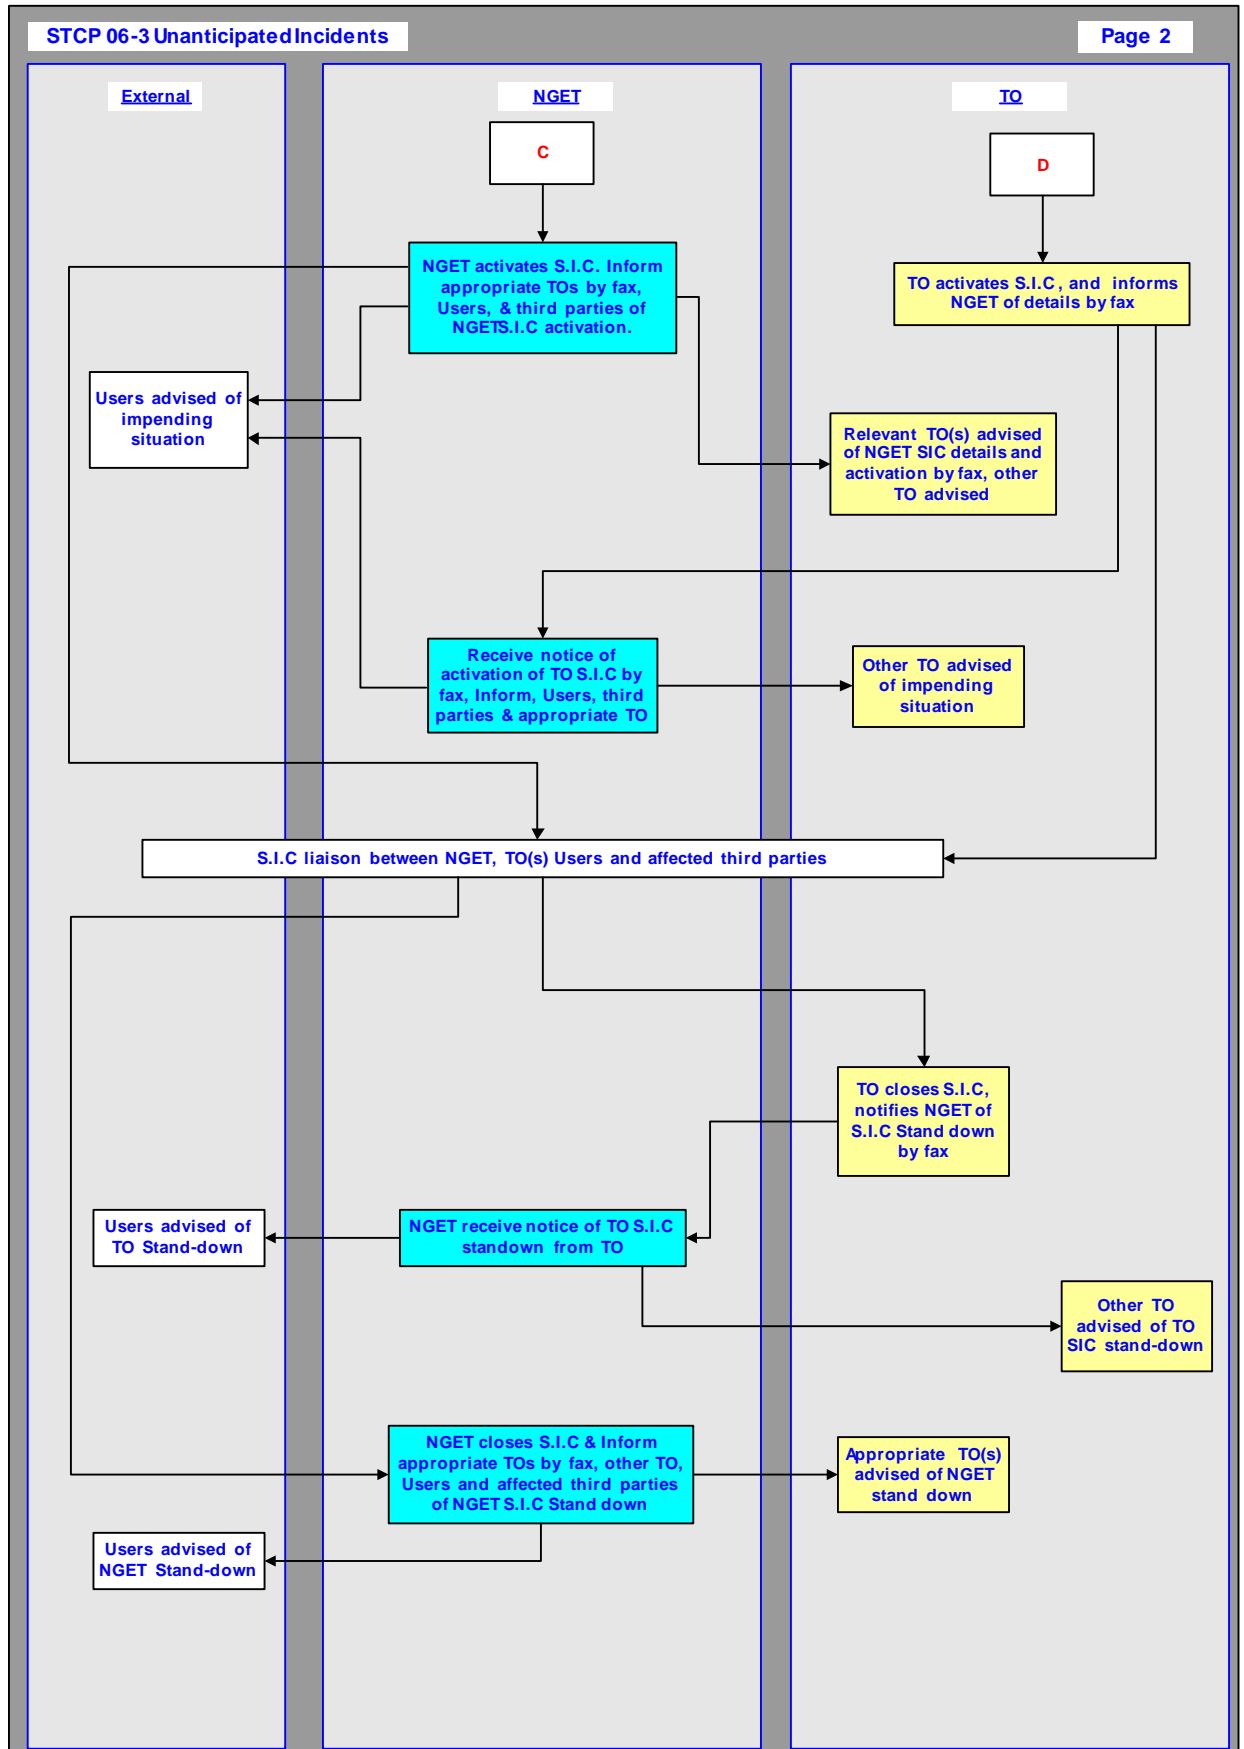 STCP 06-3 Unanticipated Incidents
Page 2
External
NGET
TO
C
D
NGET activates S.I.C. Inform
appropriate TOs by fax,
Users, & third parties of
NGETS.I.C activation.
TO activates S.I.C, and informs
NGET of details by fax
Users advised of
impending
situation
Relevant TO(s) advised
of NGET SIC details and
activation by fax, other
TO advised
Receive notice of
activation of TO S.I.C by
fax, Inform, Users, third
parties & appropriate TO
Other TO advised
of impending
situation
S.I.C liaison between NGET, TO(s) Users and affected third parties
TO closes S.I.C,
notifies NGET of
S.I.C Stand down
by fax
Users advised of
TO Stand-down
NGET receive notice of TO S.I.C
standown from TO
Other TO
advised of TO
SIC stand-down
NGET closes S.I.C & Inform
appropriate TOs by fax, other TO,
Users and affected third parties
of NGET S.I.C Stand down
Appropriate TO(s)
advised of NGET
stand down
Users advised of
NGET Stand-down